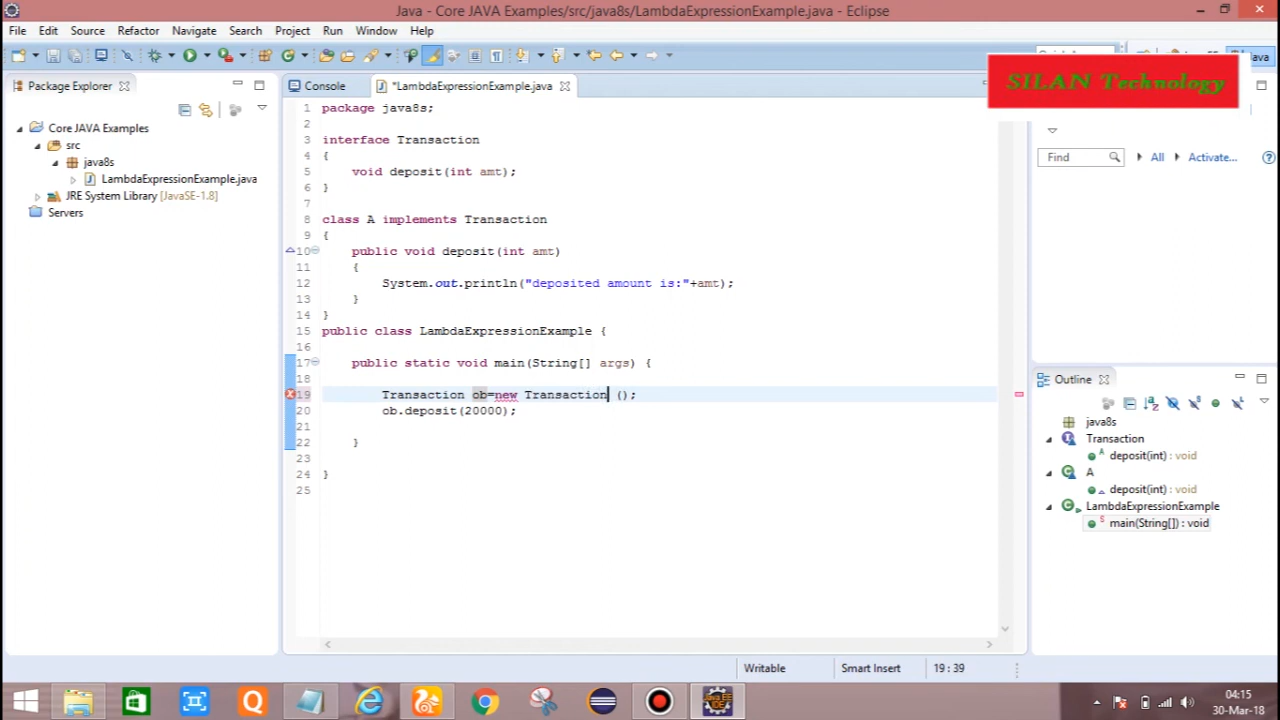 Java - Core JAVA Examples/src/java8s/LambdaExpressionExample.java - Eclipse
File Edit Source Refactor Navigate Search Project Run Window Help
Java
SILAN Technology
Package Explorer
Console
*LambdaExpressionExample.java
Core JAVA Examples
src
java8s
LambdaExpressionExample.java
JRE System Library [JavaSE-1.8]
Servers
1 package java8s;
2
3 interface Transaction
4 {
5 void deposit(int amt);
6 }
7
8 class A implements Transaction
9 {
10 public void deposit(int amt)
11 {
12 System.out.println("deposited amount is:"+amt);
13 }
14 }
15 public class LambdaExpressionExample {
16
17 public static void main(String[] args) {
18
19 Transaction ob=new Transaction ();
20 ob.deposit(20000);
21
22 }
23
24 }
25
Find All Activate...
Outline
java8s
Transaction
deposit(int) : void
A
deposit(int) : void
LambdaExpressionExample
main(String[]) : void
Writable Smart Insert 19 : 39
04:15
30-Mar-18